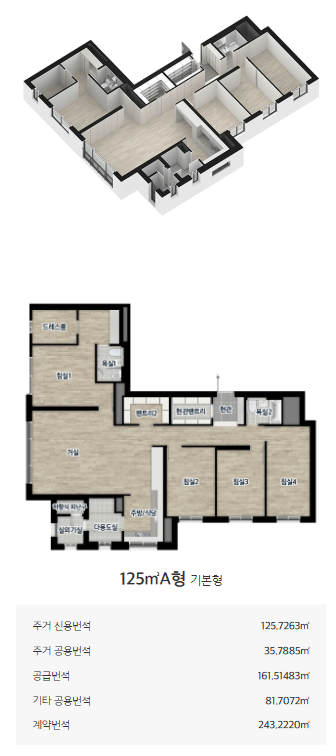 드레스룸
욕실1
침실1
팬트리2
현관팬트리
현관
욕실2
거실
침실2
침실3
침실4
주방/식당
하향식 피난구
다용도실
실외기실
125㎡A형 기본형
주거 전용면적 125.7263㎡
주거 공용면적 35.7885㎡
공급면적 161.51483㎡
기타 공용면적 81.7072㎡
계약면적 243.2220㎡